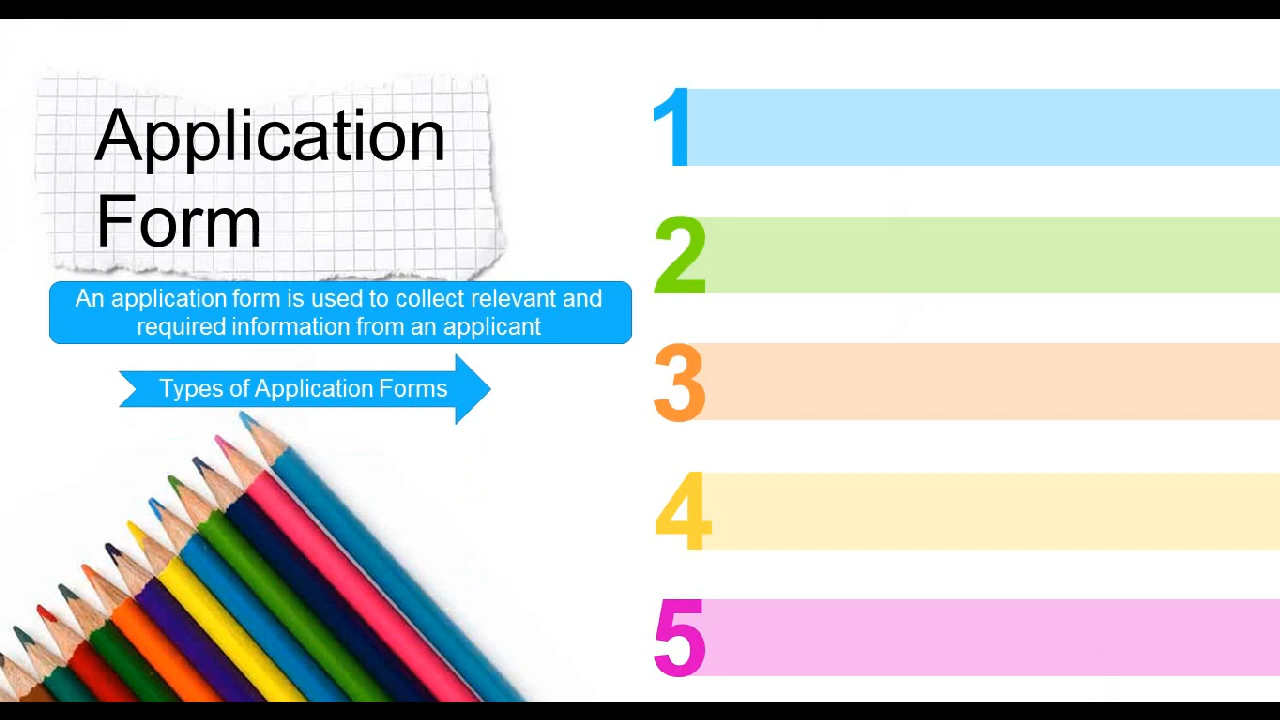 Application
Form
An application form is used to collect relevant and
required information from an applicant
Types of Application Forms
1
2
3
4
5